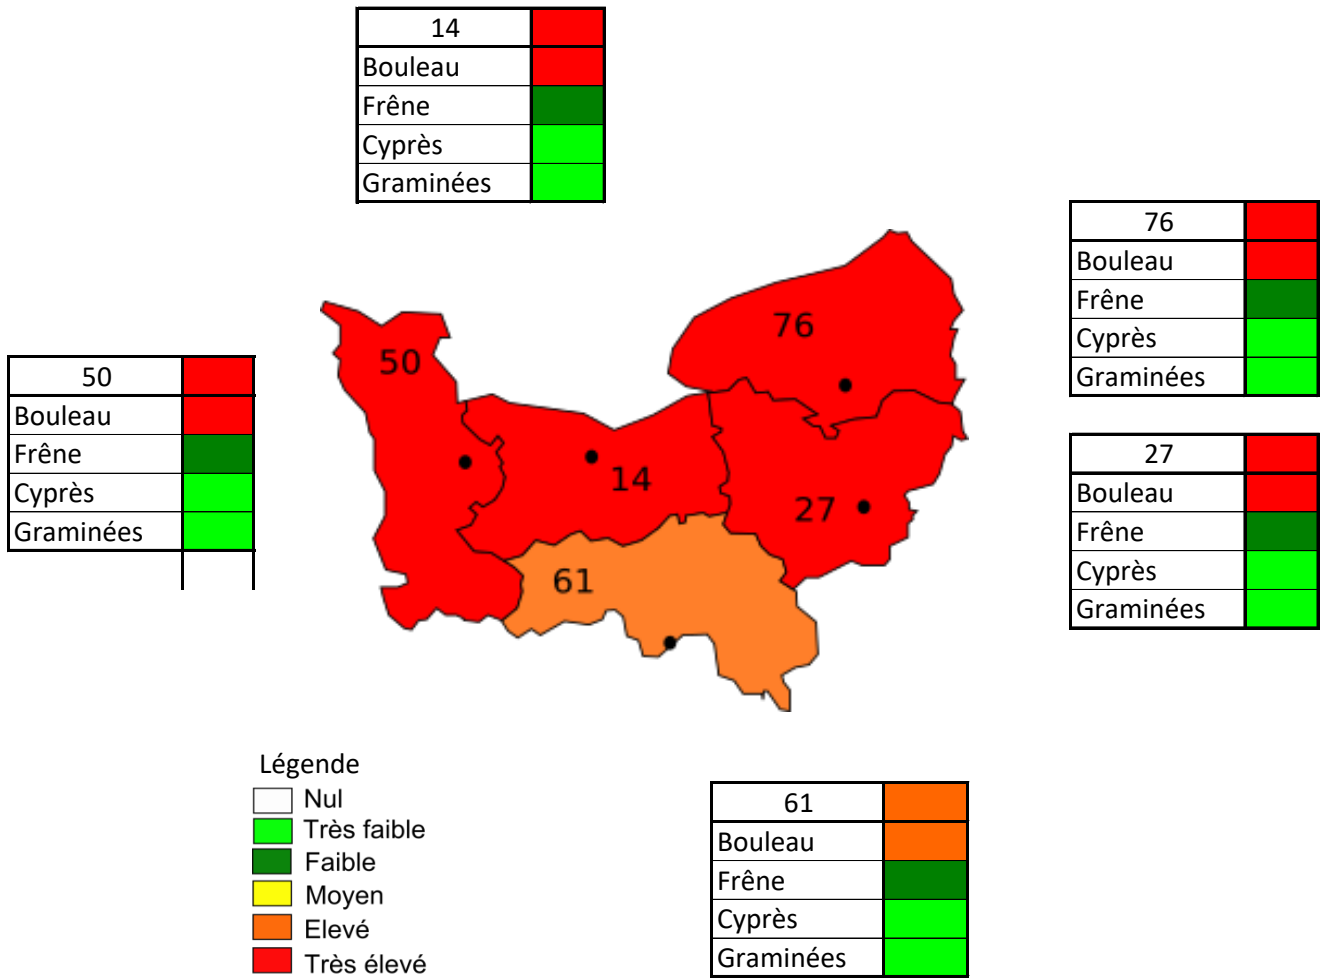 14
Bouleau
Frêne
Cyprès
Graminées
76
Bouleau
Frêne
Cyprès
Graminées
50
Bouleau
Frêne
Cyprès
Graminées
76
50
14
27
61
27
Bouleau
Frêne
Cyprès
Graminées
Légende
Nul
Très faible
Faible
Moyen
Elevé
Très élevé
61
Bouleau
Frêne
Cyprès
Graminées